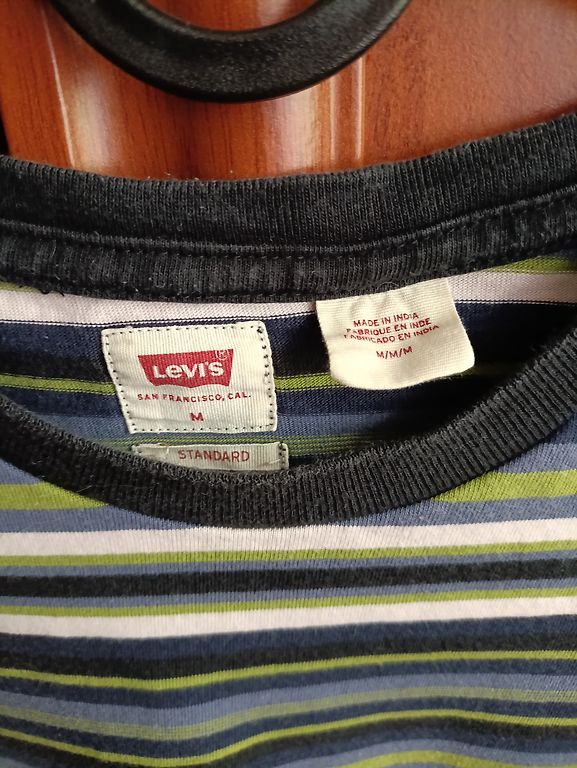 Levi's®
SAN FRANCISCO, CAL.
M
STANDARD
MADE IN INDIA
FABRIQUE EN INDE
FABRICADO EN INDIA
M/M/M